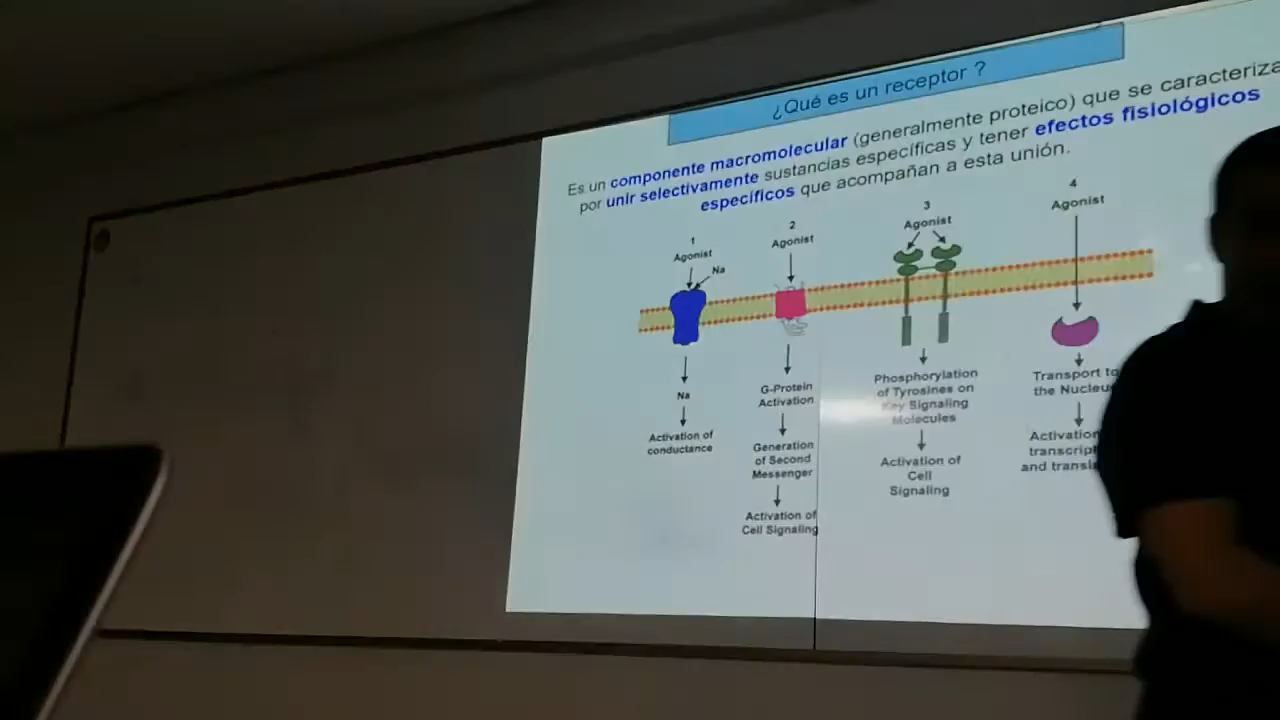 ¿Qué es un receptor ?
Es un componente macromolecular (generalmente proteico) que se caracteriza
por unir selectivamente sustancias específicas y tener efectos fisiológicos
específicos que acompañan a esta unión.
1
Agonist
Na
Na
Activation of
conductance
2
Agonist
G-Protein
Activation
Generation
of Second
Messenger
Activation of
Cell Signaling
3
Agonist
Phosphorylation
of Tyrosines on
Key Signaling
Molecules
Activation of
Cell
Signaling
4
Agonist
Transport to
the Nucleu
Activation
transcript
and transla